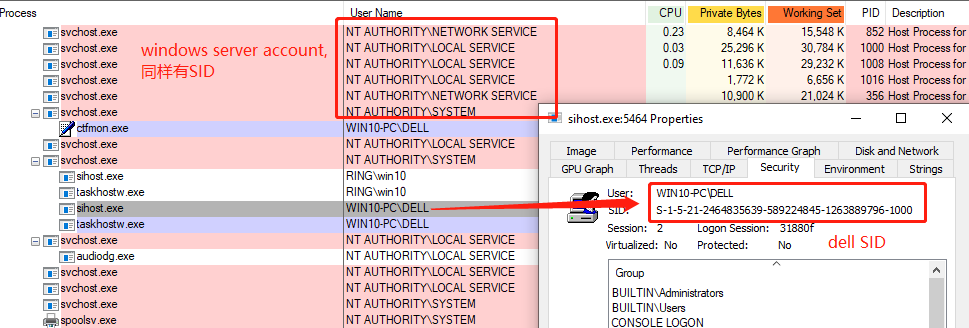 Process User Name CPU Private Bytes Working Set PID Description
svchost.exe NT AUTHORITY\NETWORK SERVICE 0.23 8,464 K 15,548 K 852 Host Process for
svchost.exe NT AUTHORITY\LOCAL SERVICE 0.03 25,296 K 30,784 K 1000 Host Process for
svchost.exe NT AUTHORITY\LOCAL SERVICE 0.09 11,636 K 29,232 K 1008 Host Process for
svchost.exe NT AUTHORITY\LOCAL SERVICE 1,772 K 6,656 K 1016 Host Process for
svchost.exe NT AUTHORITY\NETWORK SERVICE 10,900 K 21,024 K 356 Host Process for
windows server account,
同样有SID
svchost.exe NT AUTHORITY\SYSTEM
ctfmon.exe WIN10-PC\DELL
svchost.exe NT AUTHORITY\LOCAL SERVICE
svchost.exe NT AUTHORITY\SYSTEM
sihost.exe RING\win10
taskhostw.exe RING\win10
sihost.exe WIN10-PC\DELL
taskhostw.exe WIN10-PC\DELL
svchost.exe NT AUTHORITY\LOCAL SERVICE
audiodg.exe NT AUTHORITY\LOCAL SERVICE
svchost.exe NT AUTHORITY\LOCAL SERVICE
svchost.exe NT AUTHORITY\LOCAL SERVICE
svchost.exe NT AUTHORITY\SYSTEM
spoolsv.exe NT AUTHORITY\SYSTEM
sihost.exe:5464 Properties
Image Performance Performance Graph Disk and Network
GPU Graph Threads TCP/IP Security Environment Strings
User: WIN10-PC\DELL
SID: S-1-5-21-2464835639-589224845-1263889796-1000
Session: 2 Logon Session: 31880f
Virtualized: No Protected: No
dell SID
Group
BUILTIN\Administrators
BUILTIN\Users
CONSOLE LOGON